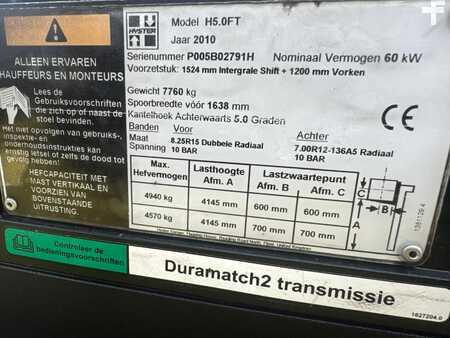 HYSTER
Model H5.0FT
Jaar 2010
Serienummer P005B02791H Nominaal Vermogen 60 kW
Voorzetstuk: 1524 mm Intergrale Shift + 1200 mm Vorken
Gewicht 7760 kg
Spoorbreedte vóór 1638 mm
Kantelhoek Achterwaarts 5.0 Graden
Banden Voor Achter
Maat 8.25R15 Dubbele Radiaal 7.00R12-136A5 Radiaal
Spanning 10 BAR 10 BAR
Max. Hefvermogen Lasthoogte Afm. A Lastzwaartepunt Afm. B Afm. C
4940 kg 4145 mm 600 mm 600 mm
4570 kg 4145 mm 700 mm 700 mm
C
B
A
CE
ALLEEN ERVAREN
CHAUFFEURS EN MONTEURS
Lees de
Gebruiksvoorschriften
die zich op of naast de
stoel bevinden.
Het niet opvolgen van gebruiks-,
inspektie- en onderhouds-
instrukties kan
ernstig letsel of zelfs de dood
tot gevolg hebben.
HEFCAPACITEIT MET
MAST VERTIKAAL EN
VOORZIEN VAN
BOVENSTAANDE
UITRUSTING.
Controleer de
bedieningsvoorschriften
Duramatch2 transmissie
1627204.0